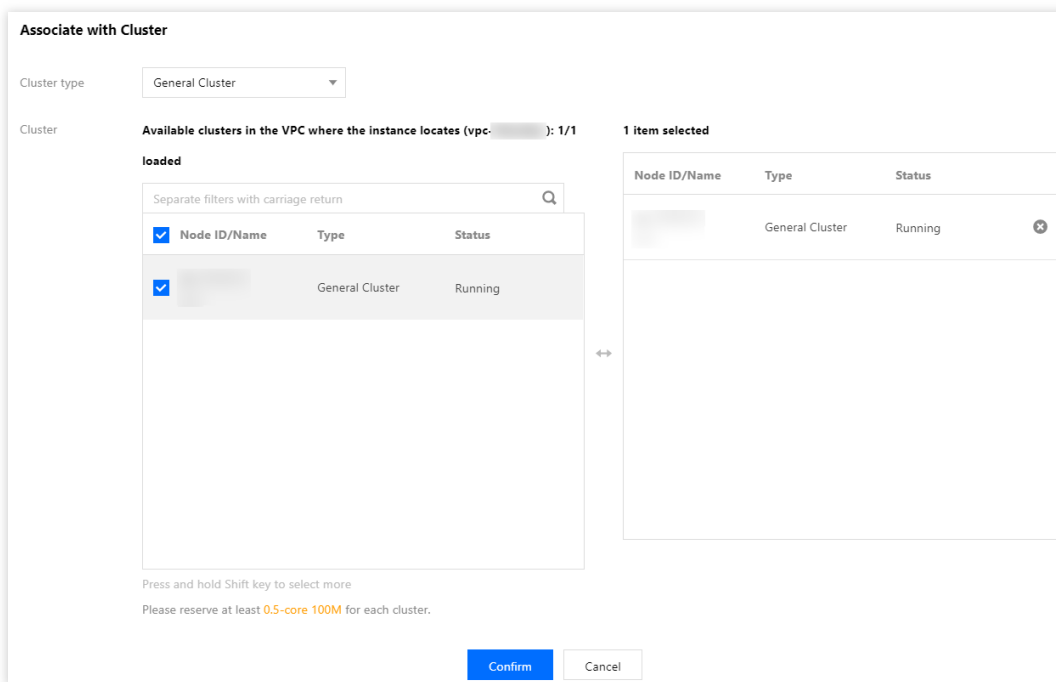 Associate with Cluster
Cluster type
General Cluster
Cluster
Available clusters in the VPC where the instance locates (vpc- ): 1/1
loaded
Separate filters with carriage return
Node ID/Name Type Status
General Cluster Running
Press and hold Shift key to select more
Please reserve at least 0.5-core 100M for each cluster.
1 item selected
Node ID/Name Type Status
General Cluster Running
Confirm
Cancel